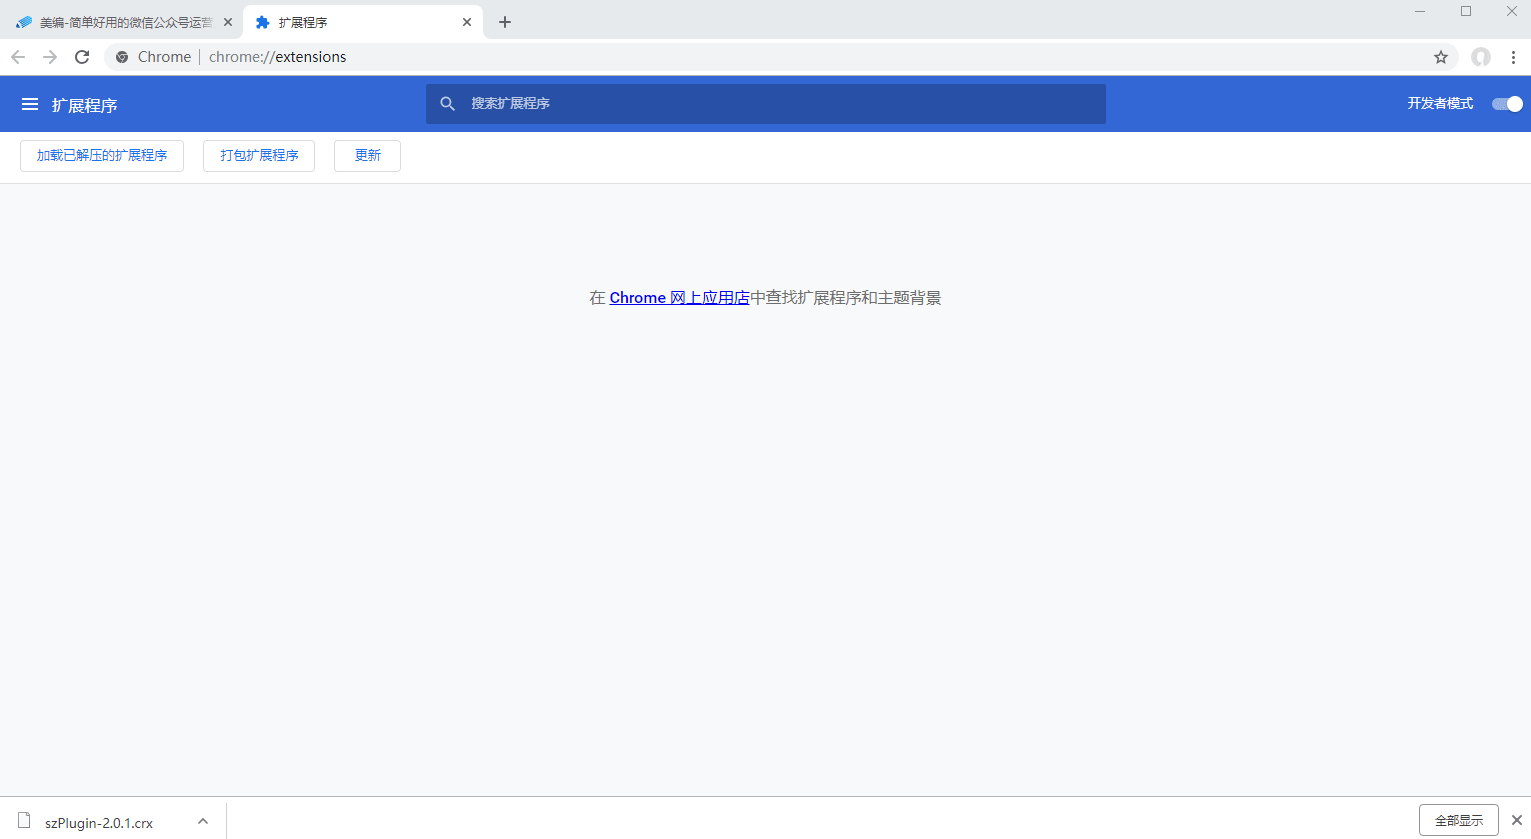 美编-简单好用的微信公众号运营
扩展程序
Chrome
chrome://extensions
扩展程序
搜索扩展程序
开发者模式
加载已解压的扩展程序
打包扩展程序
更新
在 Chrome 网上应用店中查找扩展程序和主题背景
szPlugin-2.0.1.crx
全部显示